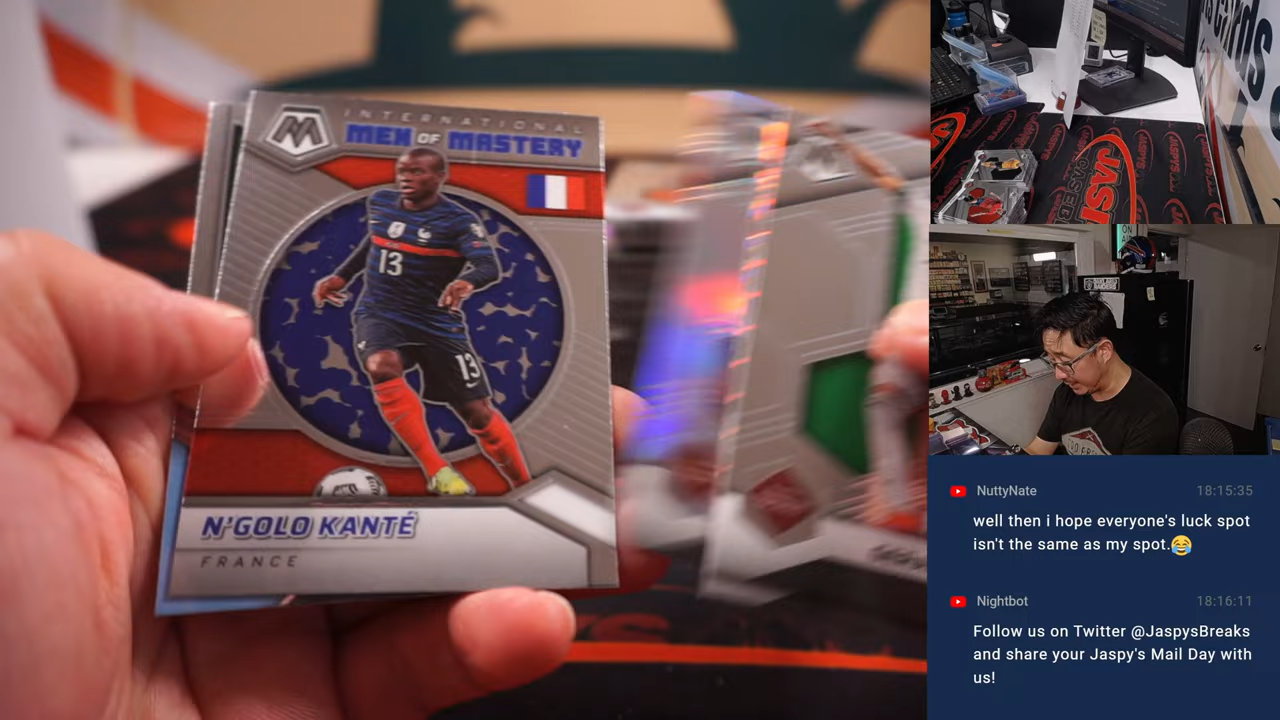 INTERNATIONAL
MEN OF MASTERY
13
13
N'GOLO KANTÉ
FRANCE
JASPYS
NuttyNate 18:15:35
well then i hope everyone's luck spot
isn't the same as my spot.😂
Nightbot 18:16:11
Follow us on Twitter @JaspysBreaks
and share your Jaspy's Mail Day with
us!